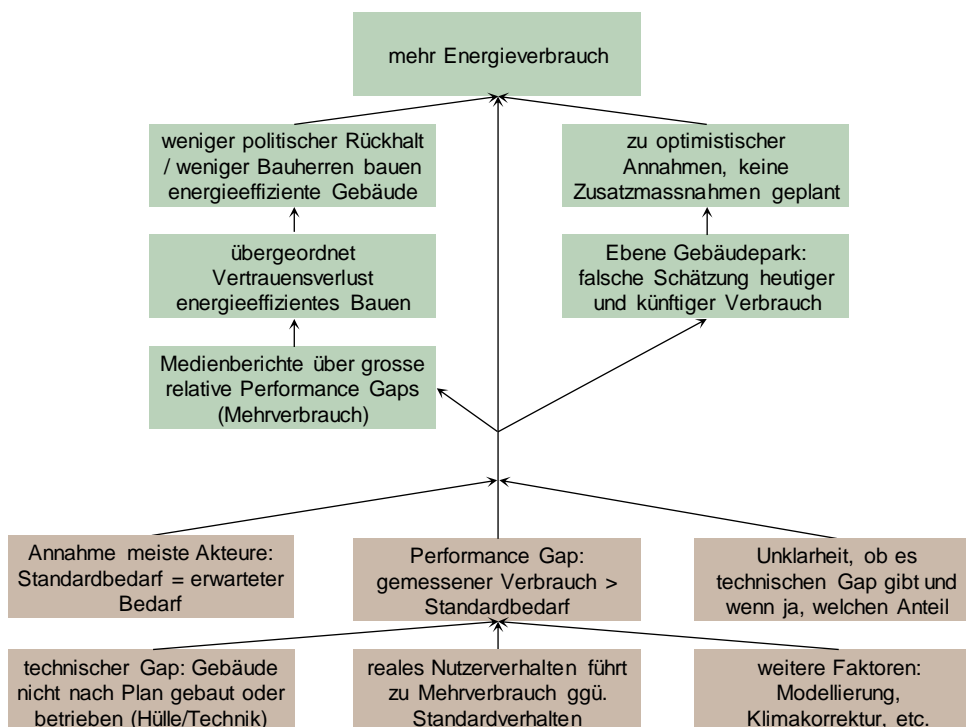 mehr Energieverbrauch
weniger politischer Rückhalt
/ weniger Bauherren bauen
energieeffiziente Gebäude
zu optimistischer
Annahmen, keine
Zusatzmassnahmen geplant
übergeordnet
Vertrauensverlust
energieeffizientes Bauen
Ebene Gebäudepark:
falsche Schätzung heutiger
und künftiger Verbrauch
Medienberichte über grosse
relative Performance Gaps
(Mehrverbrauch)
Annahme meiste Akteure:
Standardbedarf = erwarteter
Bedarf
Performance Gap:
gemessener Verbrauch >
Standardbedarf
Unklarheit, ob es
technischen Gap gibt und
wenn ja, welchen Anteil
technischer Gap: Gebäude
nicht nach Plan gebaut oder
betrieben (Hülle/Technik)
reales Nutzerverhalten führt
zu Mehrverbrauch ggü.
Standardverhalten
weitere Faktoren:
Modellierung,
Klimakorrektur, etc.